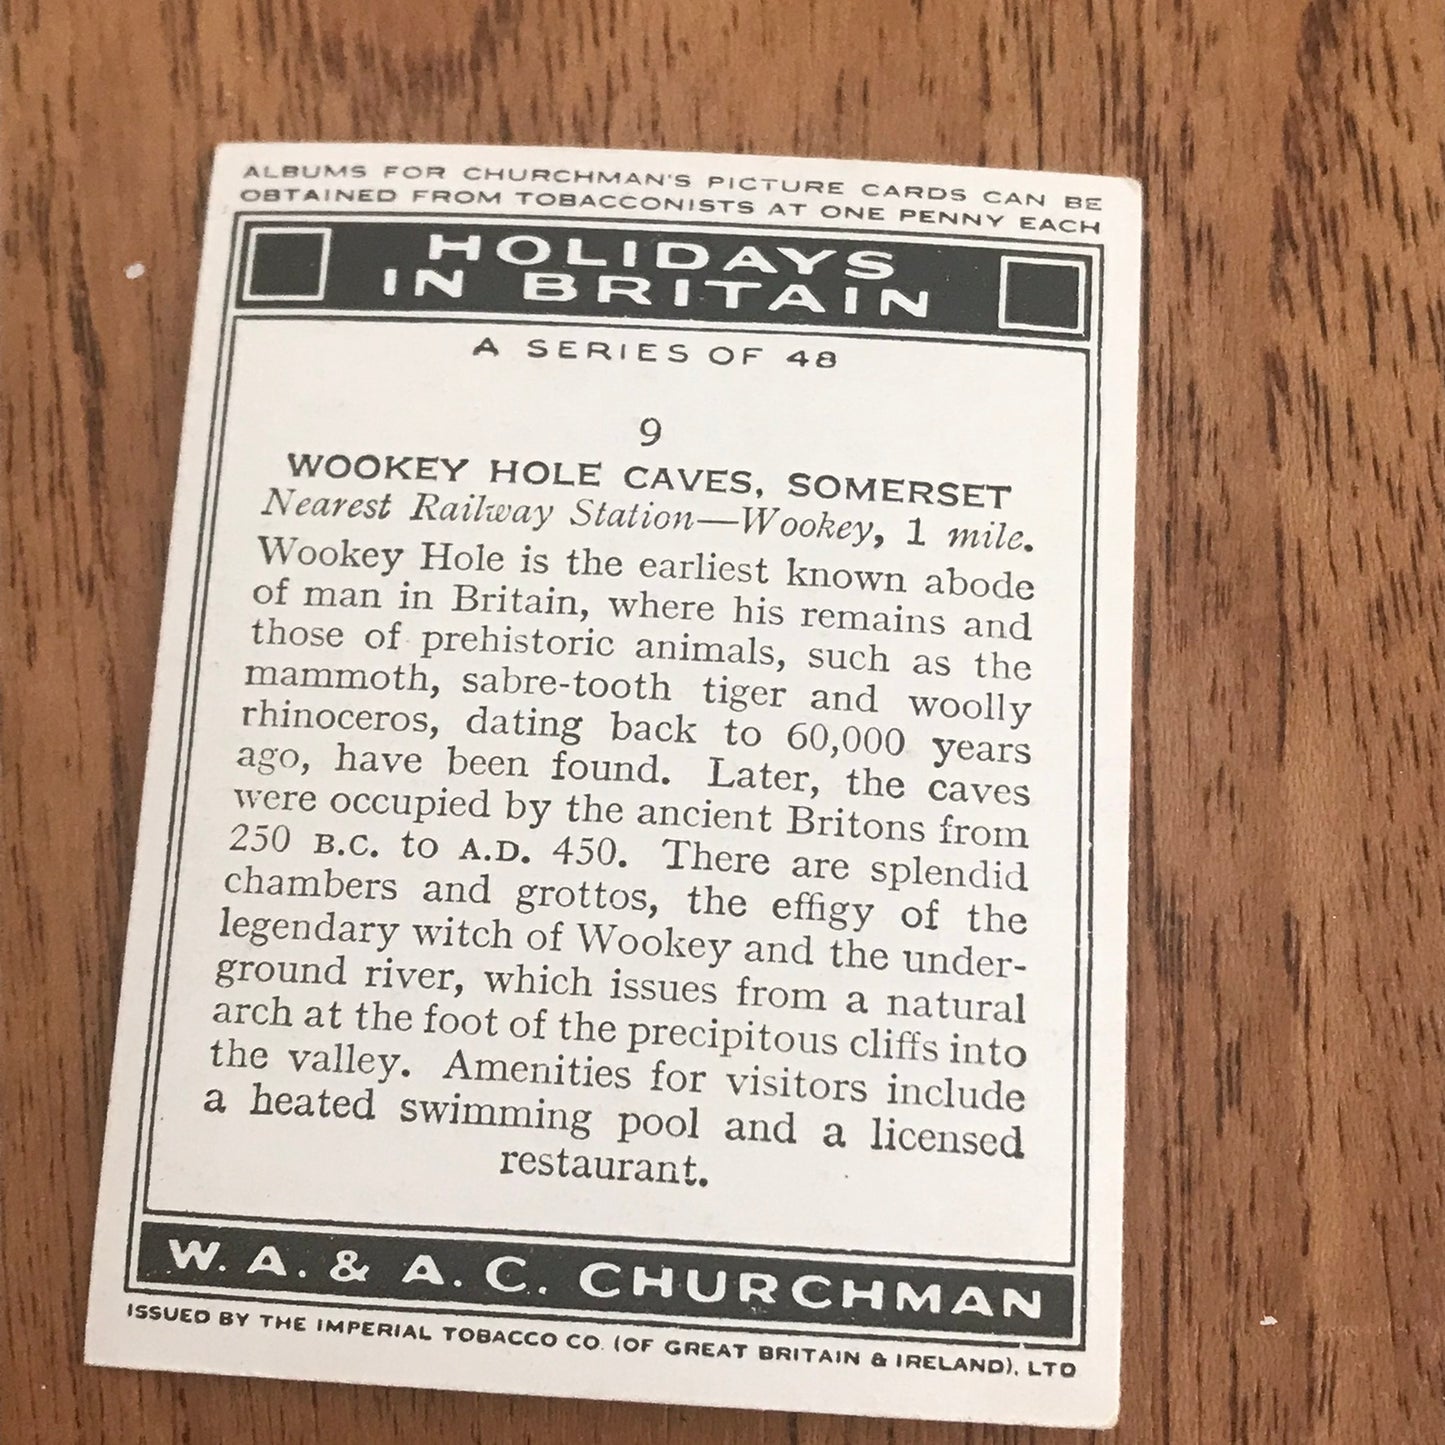 ALBUMS FOR CHURCHMAN'S PICTURE CARDS CAN BE
OBTAINED FROM TOBACCONISTS AT ONE PENNY EACH
HOLIDAYS
IN BRITAIN
A SERIES OF 48
9
WOOKEY HOLE CAVES, SOMERSET
Nearest Railway Station—Wookey, 1 mile.
Wookey Hole is the earliest known abode
of man in Britain, where his remains and
those of prehistoric animals, such as the
mammoth, sabre-tooth tiger and woolly
rhinoceros, dating back to 60,000 years
ago, have been found. Later, the caves
were occupied by the ancient Britons from
250 B.C. to A.D. 450. There are splendid
chambers and grottos, the effigy of the
legendary witch of Wookey and the under-
ground river, which issues from a natural
arch at the foot of the precipitous cliffs into
the valley. Amenities for visitors include
a heated swimming pool and a licensed
restaurant.
W. A. & A. C. CHURCHMAN
ISSUED BY THE IMPERIAL TOBACCO CO. (OF GREAT BRITAIN & IRELAND), LTD